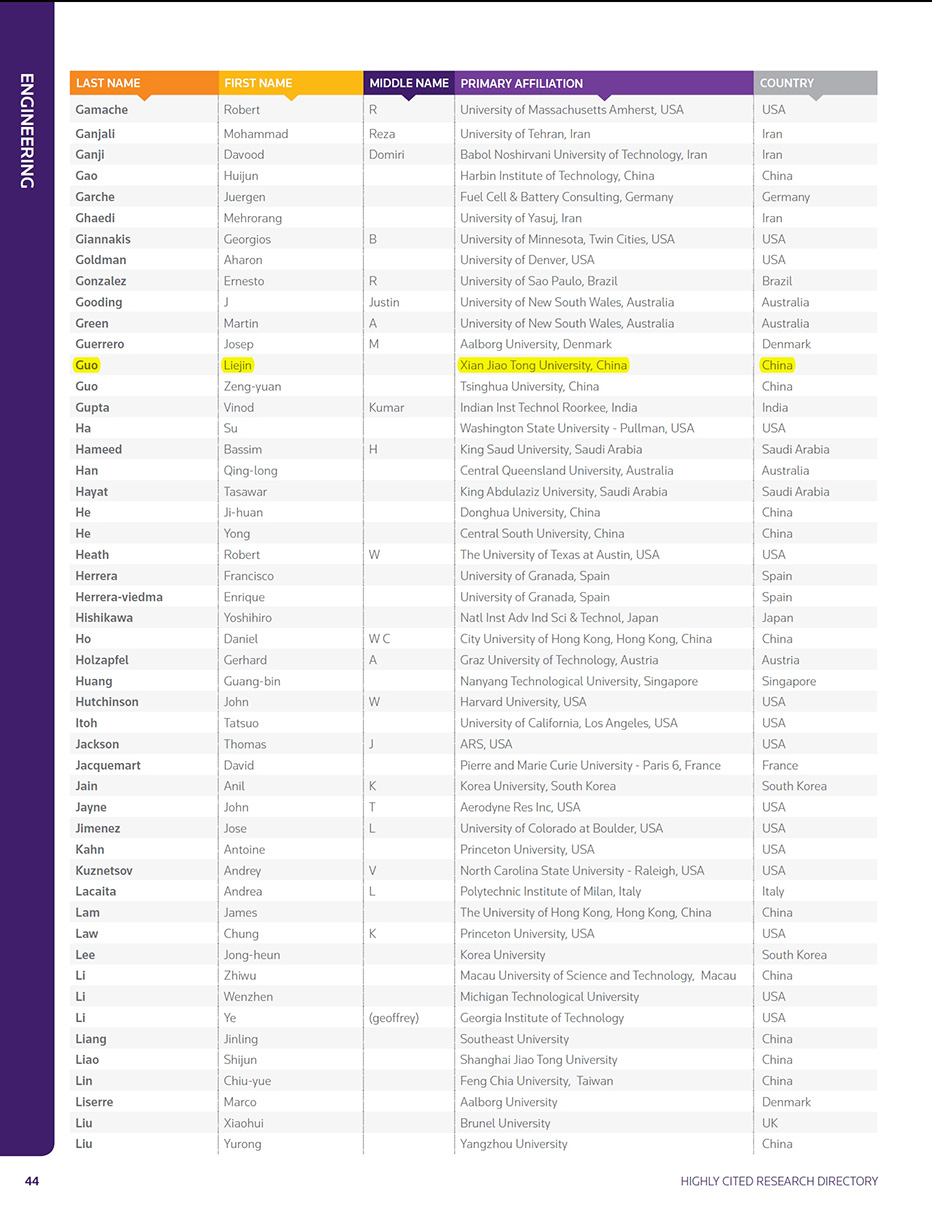 ENGINEERING
LAST NAME FIRST NAME MIDDLE NAME PRIMARY AFFILIATION COUNTRY
Gamache Robert R University of Massachusetts Amherst, USA USA
Ganjali Mohammad Reza University of Tehran, Iran Iran
Ganji Davood Domiri Babol Noshirvani University of Technology, Iran Iran
Gao Huijun Harbin Institute of Technology, China China
Garche Juergen Fuel Cell & Battery Consulting, Germany Germany
Ghaedi Mehrorang University of Yasuj, Iran Iran
Giannakis Georgios B University of Minnesota, Twin Cities, USA USA
Goldman Aharon University of Denver, USA USA
Gonzalez Ernesto R University of Sao Paulo, Brazil Brazil
Gooding J Justin University of New South Wales, Australia Australia
Green Martin A University of New South Wales, Australia Australia
Guerrero Josep M Aalborg University, Denmark Denmark
Guo Liejin Xian Jiao Tong University, China China
Guo Zeng-yuan Tsinghua University, China China
Gupta Vinod Kumar Indian Inst Technol Roorkee, India India
Ha Su Washington State University - Pullman, USA USA
Hameed Bassim H King Saud University, Saudi Arabia Saudi Arabia
Han Qing-long Central Queensland University, Australia Australia
Hayat Tasawar King Abdulaziz University, Saudi Arabia Saudi Arabia
He Ji-huan Donghua University, China China
He Yong Central South University, China China
Heath Robert W The University of Texas at Austin, USA USA
Herrera Francisco University of Granada, Spain Spain
Herrera-viedma Enrique University of Granada, Spain Spain
Hishikawa Yoshihiro Natl Inst Adv Ind Sci & Technol, Japan Japan
Ho Daniel W C City University of Hong Kong, Hong Kong, China China
Holzapfel Gerhard A Graz University of Technology, Austria Austria
Huang Guang-bin Nanyang Technological University, Singapore Singapore
Hutchinson John W Harvard University, USA USA
Itoh Tatsuo University of California, Los Angeles, USA USA
Jackson Thomas J ARS, USA USA
Jacquemart David Pierre and Marie Curie University - Paris 6, France France
Jain Anil K Korea University, South Korea South Korea
Jayne John T Aerodyne Res Inc, USA USA
Jimenez Jose L University of Colorado at Boulder, USA USA
Kahn Antoine Princeton University, USA USA
Kuznetsov Andrey V North Carolina State University - Raleigh, USA USA
Lacaita Andrea L Polytechnic Institute of Milan, Italy Italy
Lam James The University of Hong Kong, Hong Kong, China China
Law Chung K Princeton University, USA USA
Lee Jong-heun Korea University South Korea
Li Zhiwu Macau University of Science and Technology, Macau China
Li Wenzhen Michigan Technological University USA
Li Ye (geoffrey) Georgia Institute of Technology USA
Liang Jinling Southeast University China
Liao Shijun Shanghai Jiao Tong University China
Lin Chiu-yue Feng Chia University, Taiwan China
Liserre Marco Aalborg University Denmark
Liu Xiaohui Brunel University UK
Liu Yurong Yangzhou University China
44 HIGHLY CITED RESEARCH DIRECTORY